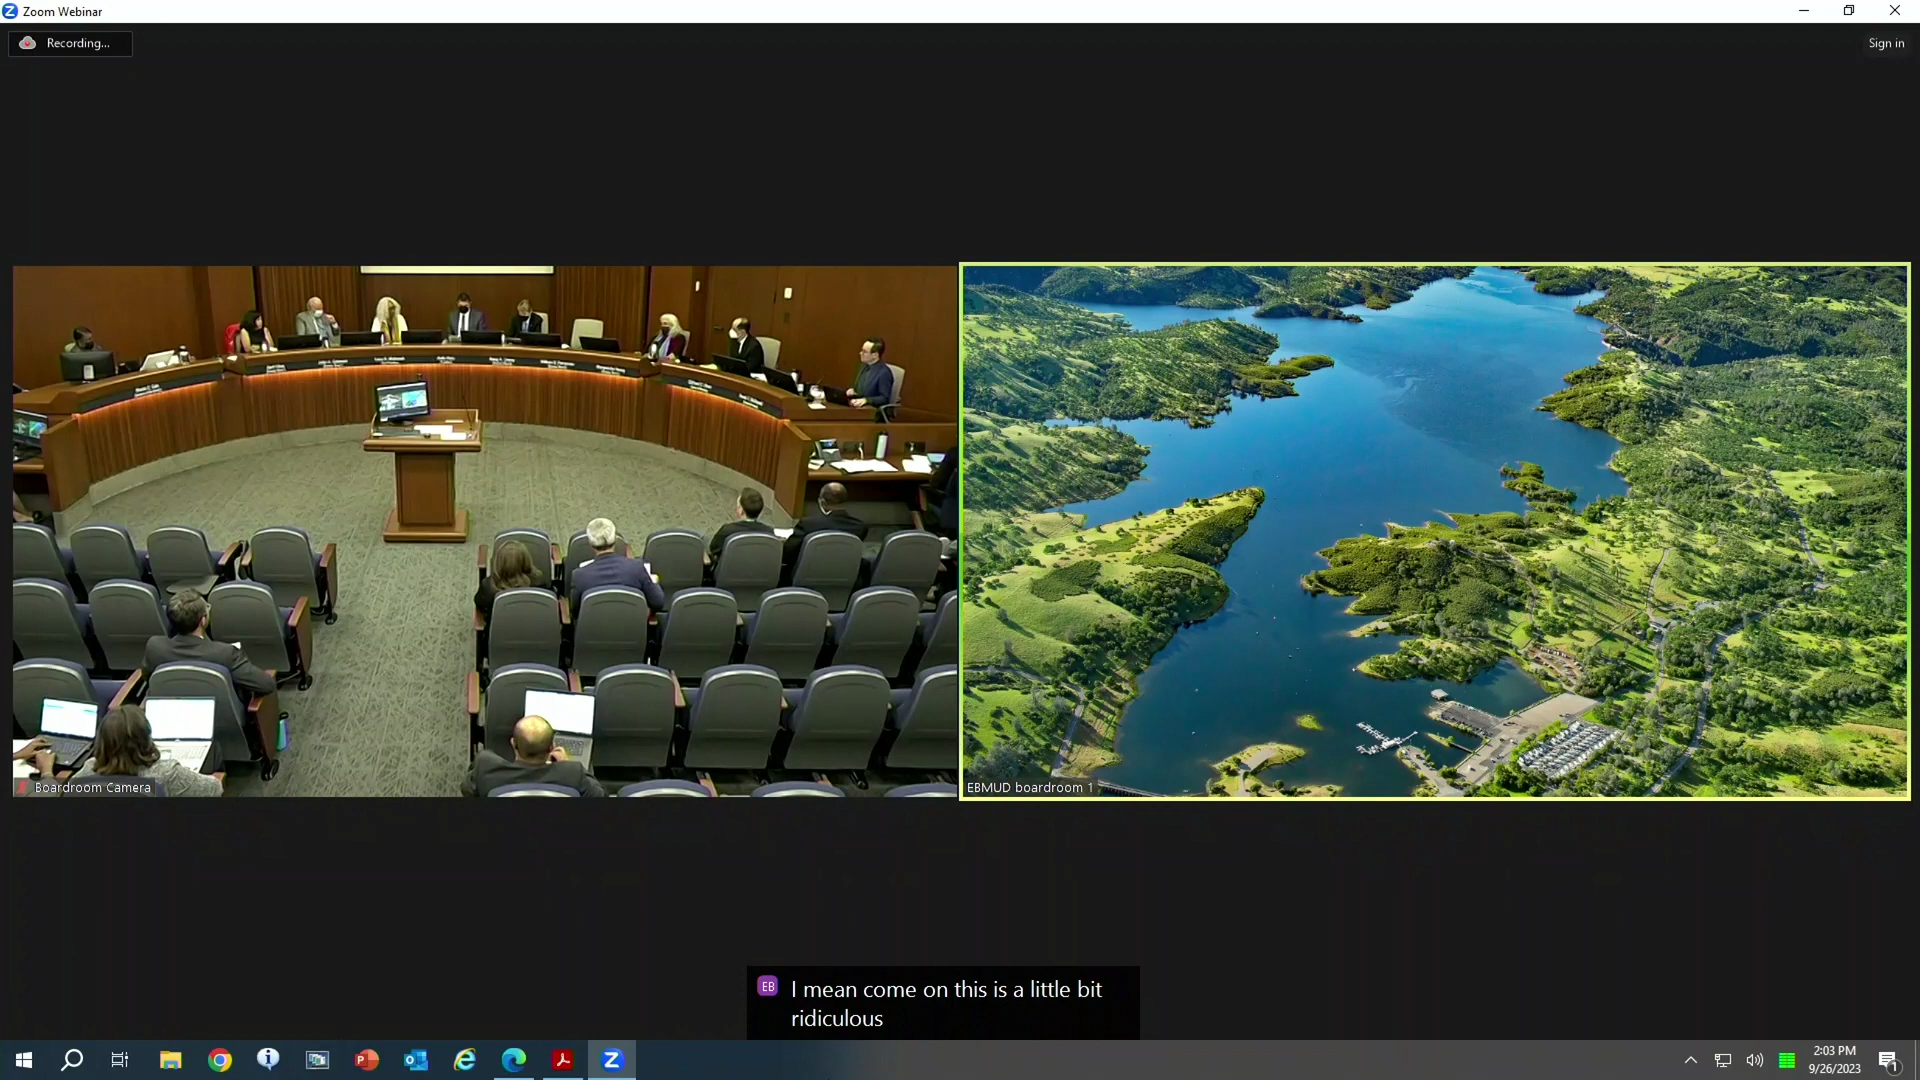 Zoom Webinar
Recording...
Sign in
Boardroom Camera
EBMUD boardroom 1
EB
I mean come on this is a little bit
ridiculous
2:03 PM
9/26/2023
1